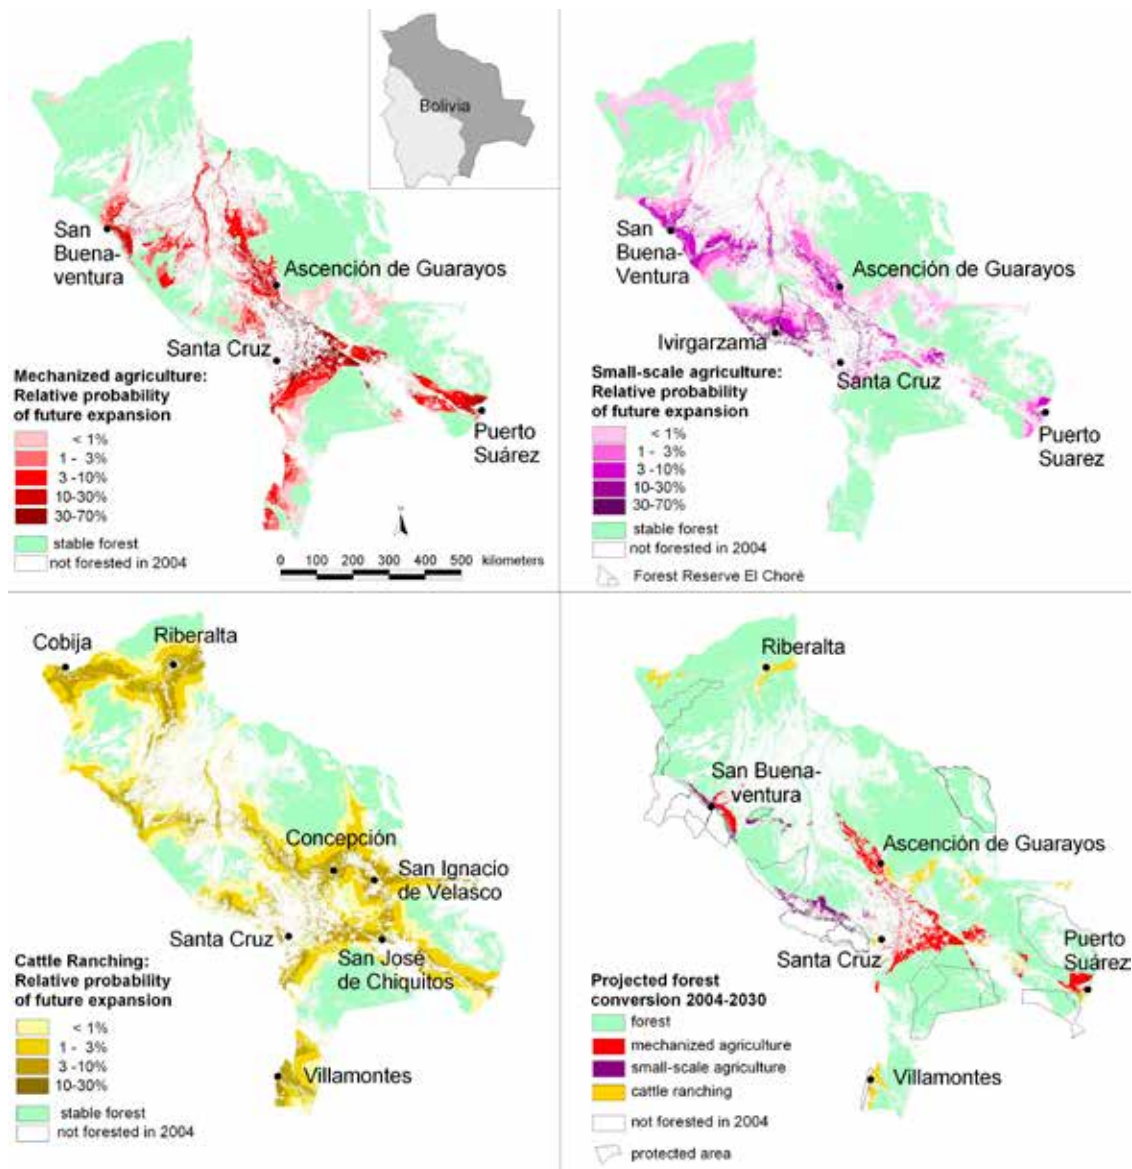 Bolivia
San
Buena-
ventura
Ascención de Guarayos
Santa Cruz
Puerto
Suárez
Mechanized agriculture:
Relative probability
of future expansion
< 1%
1 - 3%
3 -10%
10-30%
30-70%
stable forest
not forested in 2004
0 100 200 300 400 500 kilometers
San
Buena-
Ventura
Ascención de Guarayos
Ivirgarzama
Santa Cruz
Puerto
Suarez
Small-scale agriculture:
Relative probability
of future expansion
< 1%
1 - 3%
3 -10%
10-30%
30-70%
stable forest
not forested in 2004
Forest Reserve El Choré
Cobija
Riberalta
Concepción
San Ignacio
de Velasco
Santa Cruz
San José
de Chiquitos
Villamontes
Cattle Ranching:
Relative probability
of future expansion
< 1%
1 - 3%
3 -10%
10-30%
stable forest
not forested in 2004
Riberalta
San Buena-
ventura
Ascención de Guarayos
Santa Cruz
Puerto
Suárez
Villamontes
Projected forest
conversion 2004-2030
forest
mechanized agriculture
small-scale agriculture
cattle ranching
not forested in 2004
protected area